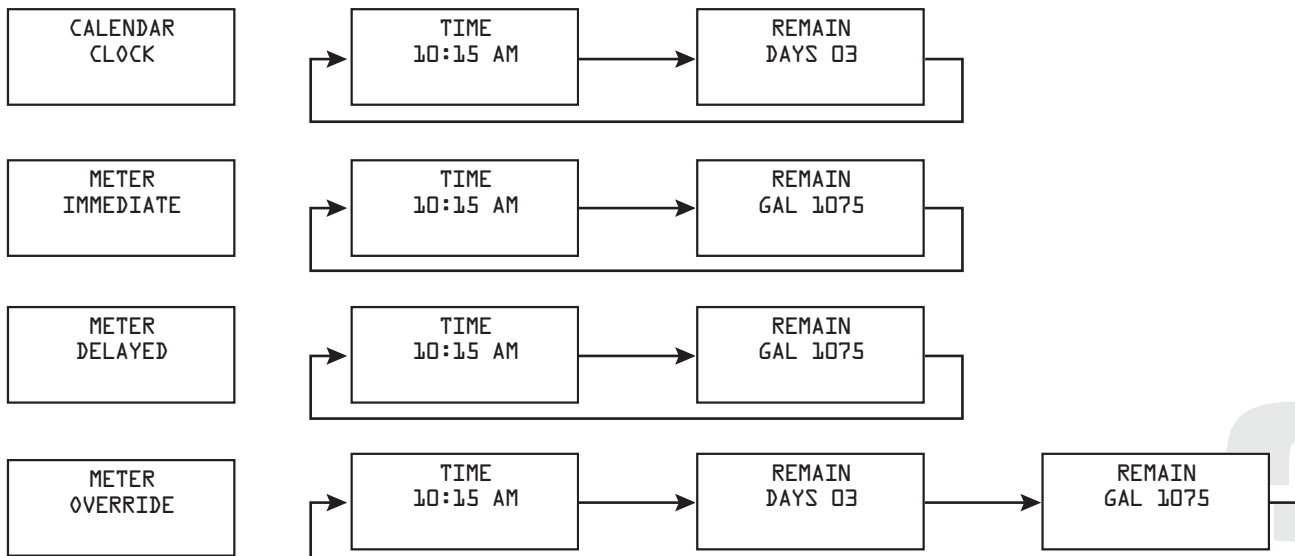 CALENDAR
CLOCK
TIME
10:15 AM
REMAIN
DAYS 03
METER
IMMEDIATE
TIME
10:15 AM
REMAIN
GAL 1075
METER
DELAYED
TIME
10:15 AM
REMAIN
GAL 1075
METER
OVERRIDE
TIME
10:15 AM
REMAIN
DAYS 03
REMAIN
GAL 1075